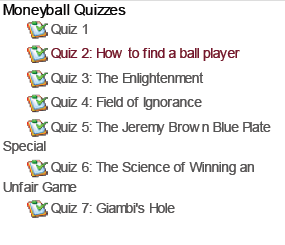 Moneyball Quizzes
Quiz 1
Quiz 2: How to find a ball player
Quiz 3: The Enlightenment
Quiz 4: Field of Ignorance
Quiz 5: The Jeremy Brown Blue Plate
Special
Quiz 6: The Science of Winning an
Unfair Game
Quiz 7: Giambi's Hole